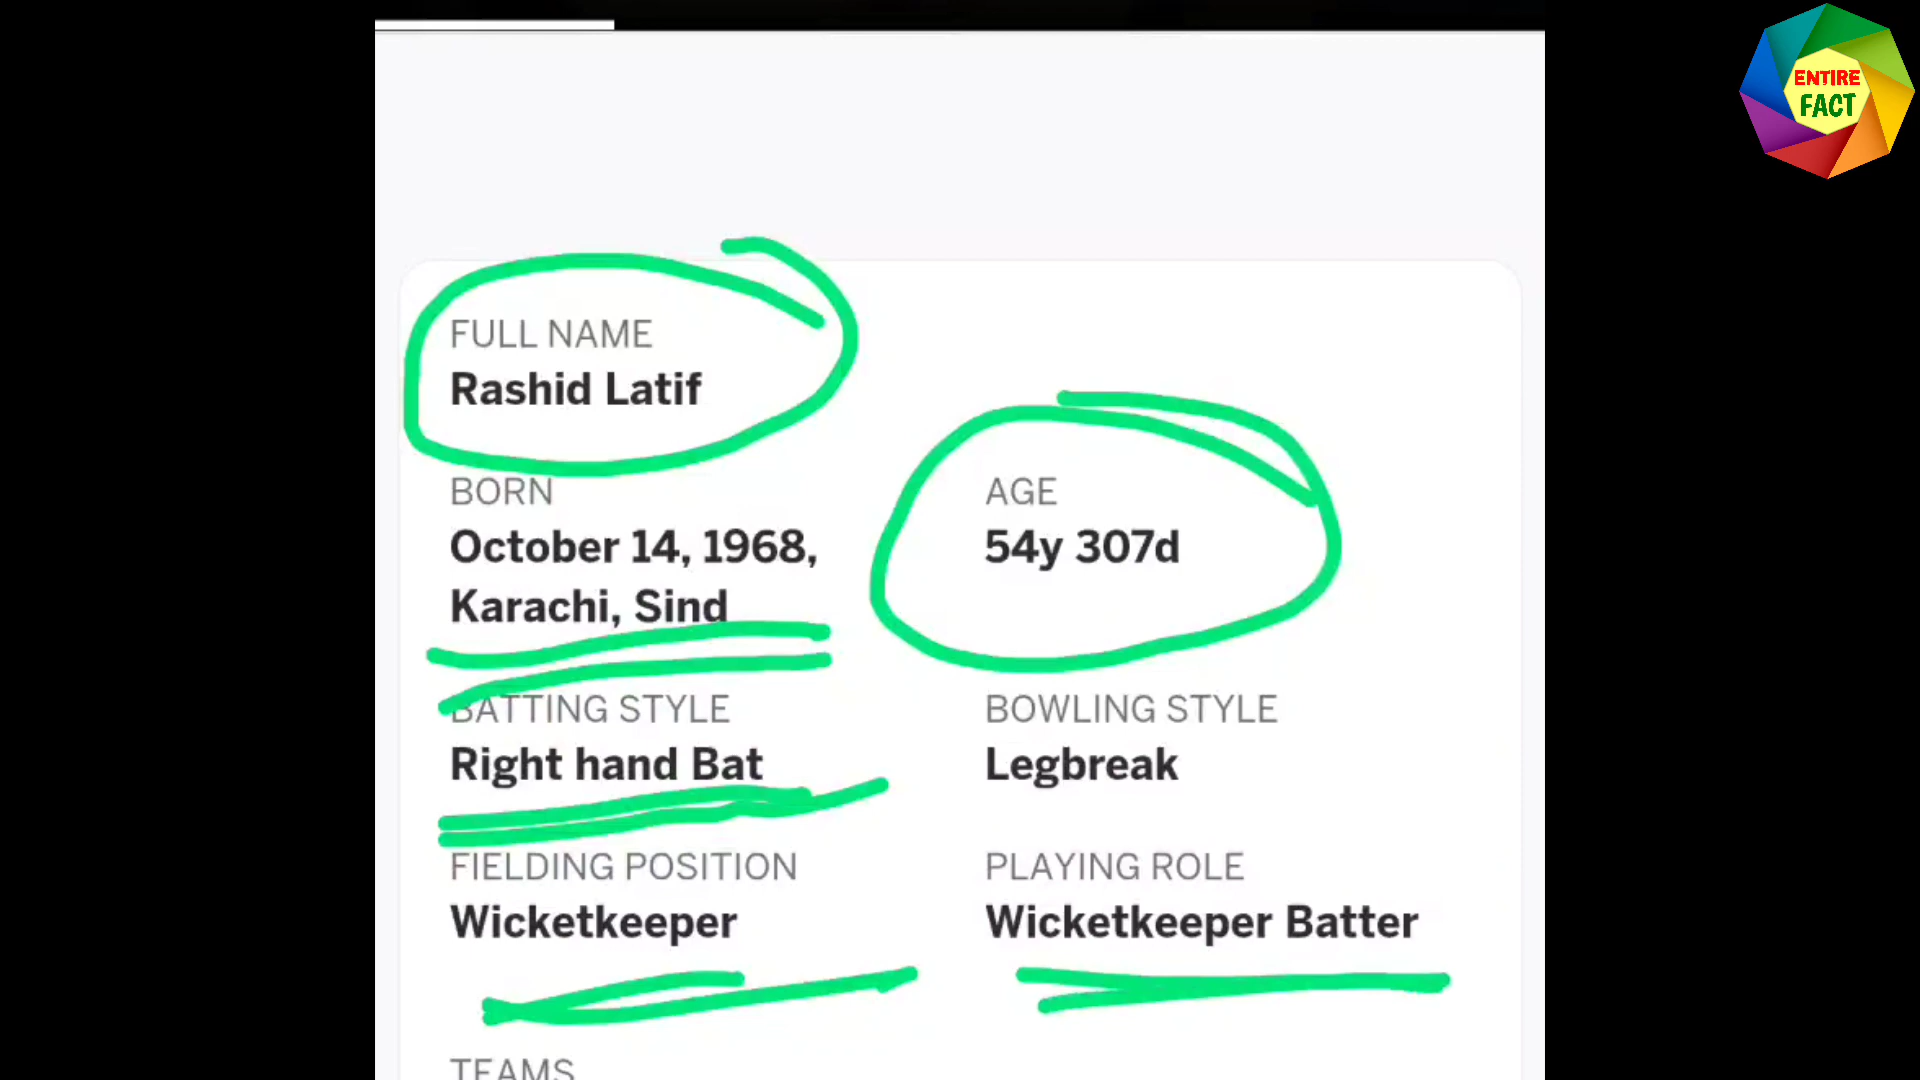 ENTIRE
FACT
FULL NAME
Rashid Latif
BORN
October 14, 1968,
Karachi, Sind
AGE
54y 307d
BATTING STYLE
Right hand Bat
BOWLING STYLE
Legbreak
FIELDING POSITION
Wicketkeeper
PLAYING ROLE
Wicketkeeper Batter
TEAMS